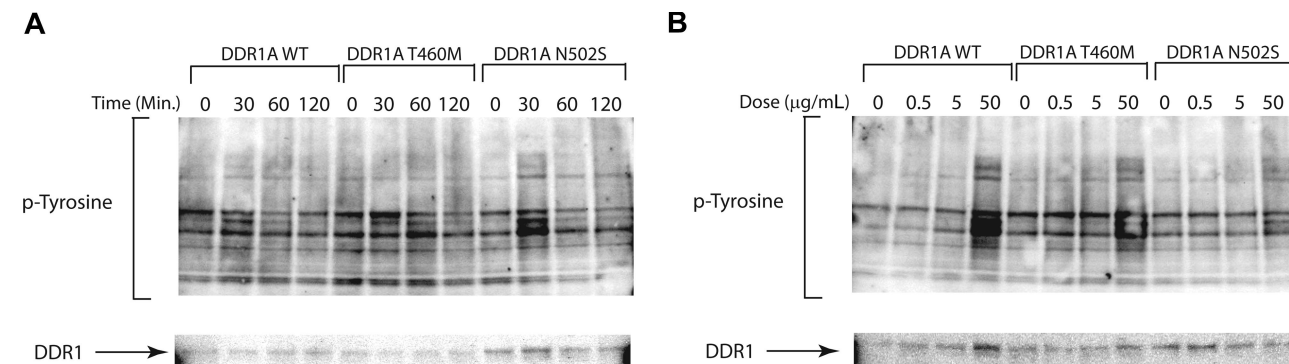 A
DDR1A WT DDR1A T460M DDR1A N502S
Time (Min.) 0 30 60 120 0 30 60 120 0 30 60 120
p-Tyrosine
DDR1
B
DDR1A WT DDR1A T460M DDR1A N502S
Dose (μg/mL) 0 0.5 5 50 0 0.5 5 50 0 0.5 5 50
p-Tyrosine
DDR1